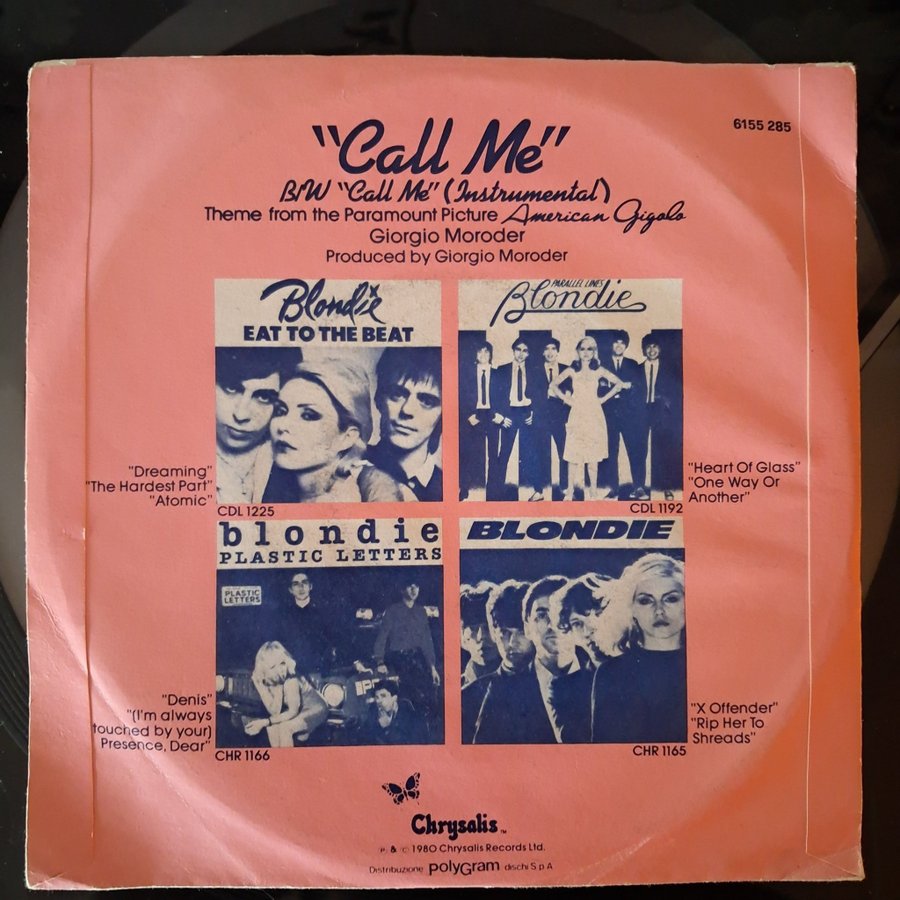 6155 285
"Call Me"
B/W "Call Me" (Instrumental)
Theme from the Paramount Picture American Gigolo
Giorgio Moroder
Produced by Giorgio Moroder
Blondie
EAT TO THE BEAT
"Dreaming"
"The Hardest Part"
"Atomic"
CDL 1225
PARALLEL LINES
Blondie
"Heart Of Glass"
"One Way Or
Another"
CDL 1192
blondie
PLASTIC LETTERS
PLASTIC
LETTERS
"Denis"
"(I'm always
touched by your)
Presence, Dear"
CHR 1166
BLONDIE
"X Offender"
"Rip Her To
Shreads"
CHR 1165
Chrysalis TM
℗ & © 1980 Chrysalis Records Ltd.
Distribuzione polyGram dischi S p A